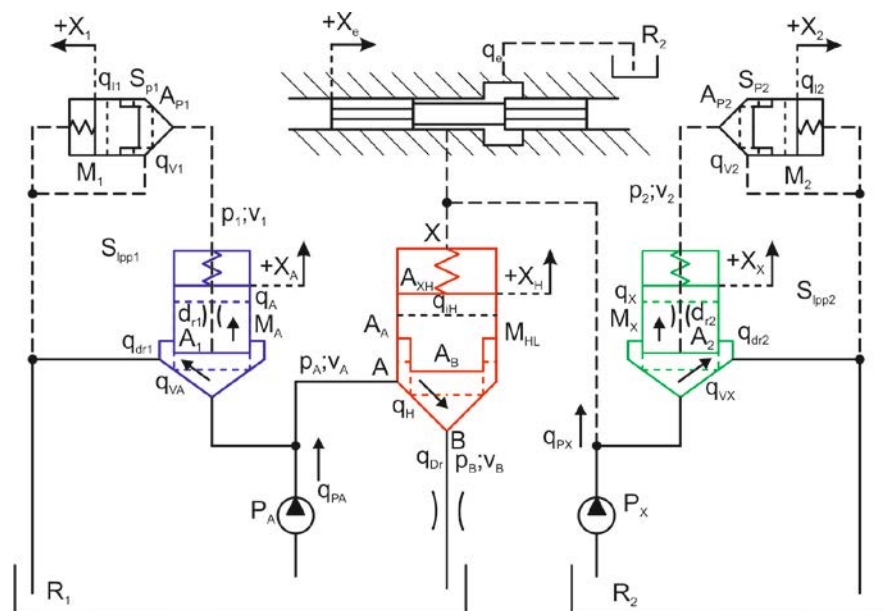 +X1 +Xe R2 +X2
qe
ql1 Sp1 AP1 AP2 SP2 ql2
M1 qV1 qV2 M2
p1;v1 p2;v2
Slpp1 +XA X +XH +XX Slpp2
AXH
qA qlH qX
dr1 MA AA MHL MX dr2
qdr1 A1 AB A2 qdr2
pA;vA A
qVA qH qVX
B
qDr pB;vB qPX
qPA
PA PX
R1 R2